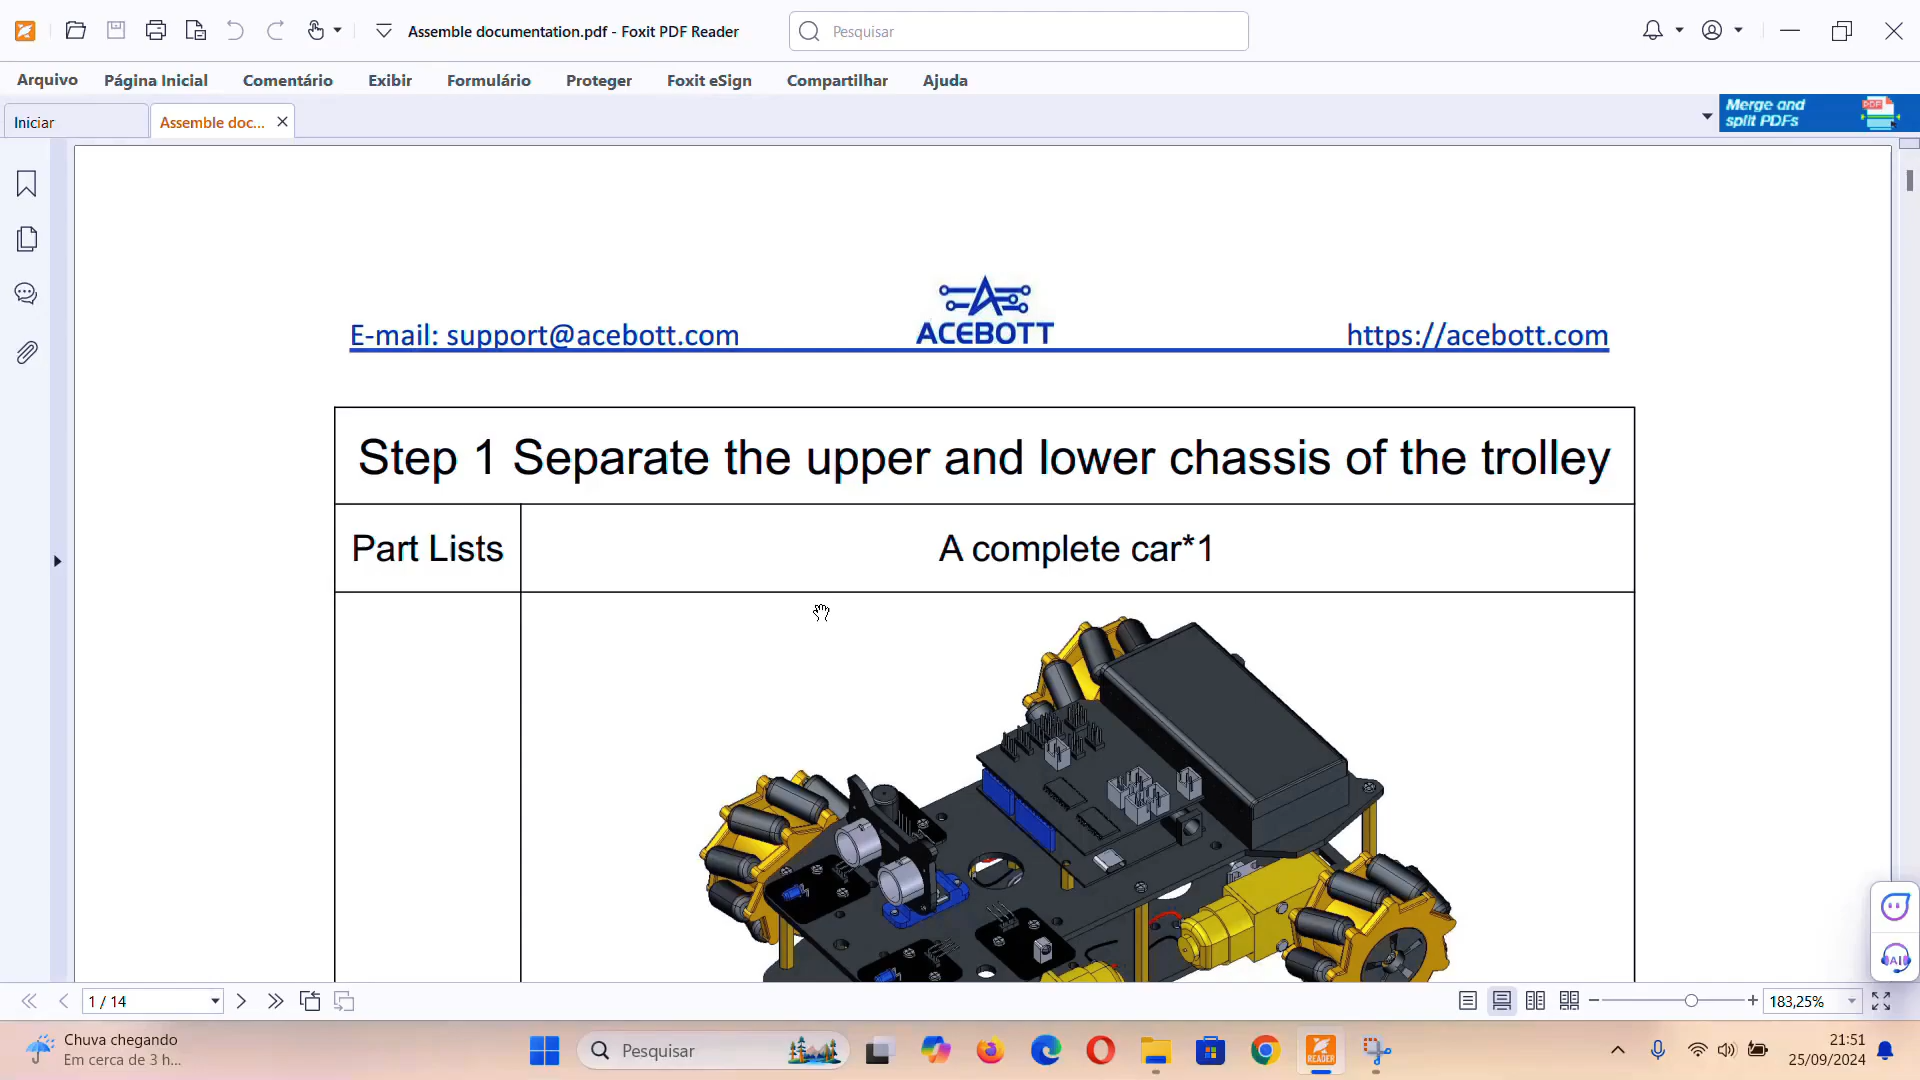 Assemble documentation.pdf - Foxit PDF Reader
Pesquisar
Arquivo Página Inicial Comentário Exibir Formulário Proteger Foxit eSign Compartilhar Ajuda
Iniciar
Assemble doc...
Merge and
split PDFs
PDF
E-mail: support@acebott.com
ACEBOTT
https://acebott.com
Step 1 Separate the upper and lower chassis of the trolley
Part Lists
A complete car*1
AI
1 / 14
183,25%
Chuva chegando
Em cerca de 3 h...
Pesquisar
READER
21:51
25/09/2024